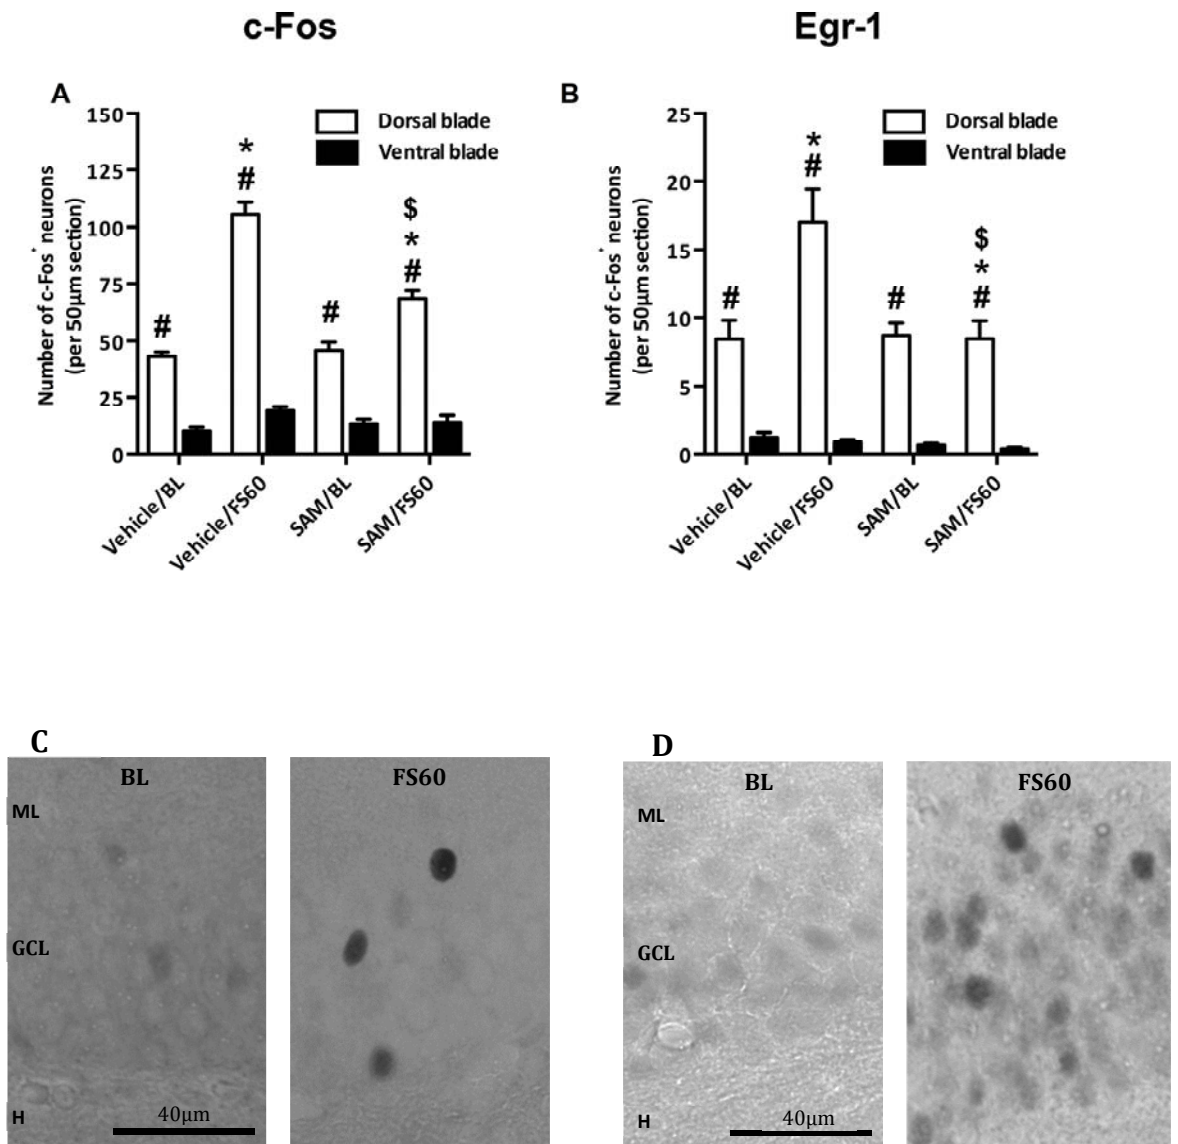 c-Fos
Egr-1
A
Number of c-Fos⁺ neurons
(per 50µm section)
150
125
100
75
50
25
0
Dorsal blade
Ventral blade
#
*
#
#
$
*
#
Vehicle/BL
Vehicle/FS60
SAM/BL
SAM/FS60
B
Number of c-Fos⁺ neurons
(per 50µm section)
25
20
15
10
5
0
Dorsal blade
Ventral blade
#
*
#
#
$
*
#
Vehicle/BL
Vehicle/FS60
SAM/BL
SAM/FS60
C
BL
FS60
ML
GCL
H
40µm
D
BL
FS60
ML
GCL
H
40µm